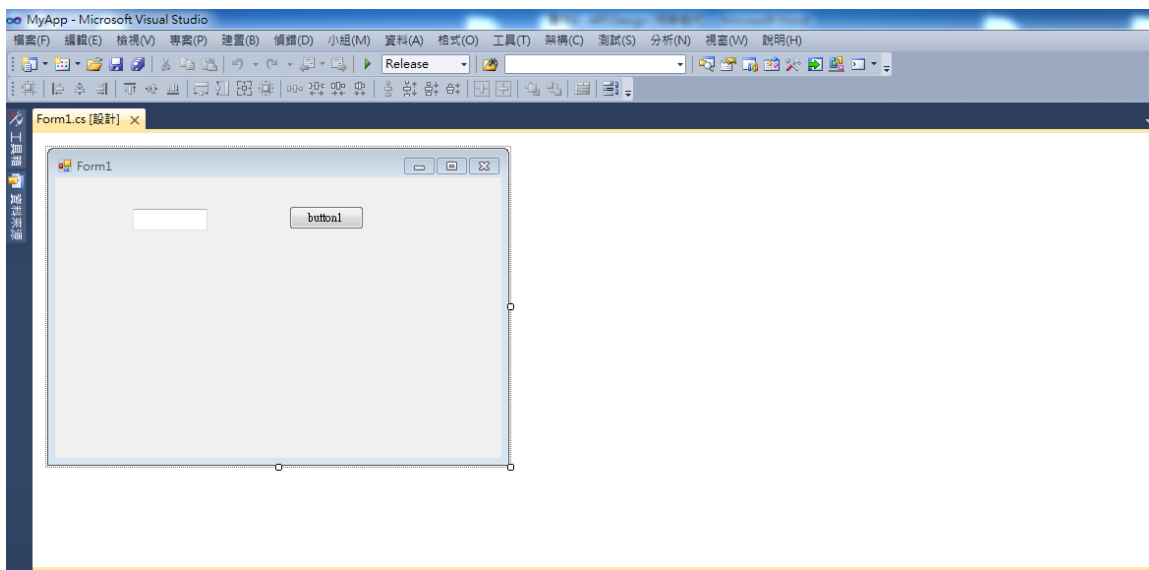 MyApp - Microsoft Visual Studio
檔案(F) 編輯(E) 檢視(V) 專案(P) 建置(B) 偵錯(D) 小組(M) 資料(A) 格式(O) 工具(T) 架構(C) 測試(S) 分析(N) 視窗(W) 說明(H)
Release
Form1.cs [設計]
工具箱
資料來源
Form1
button1